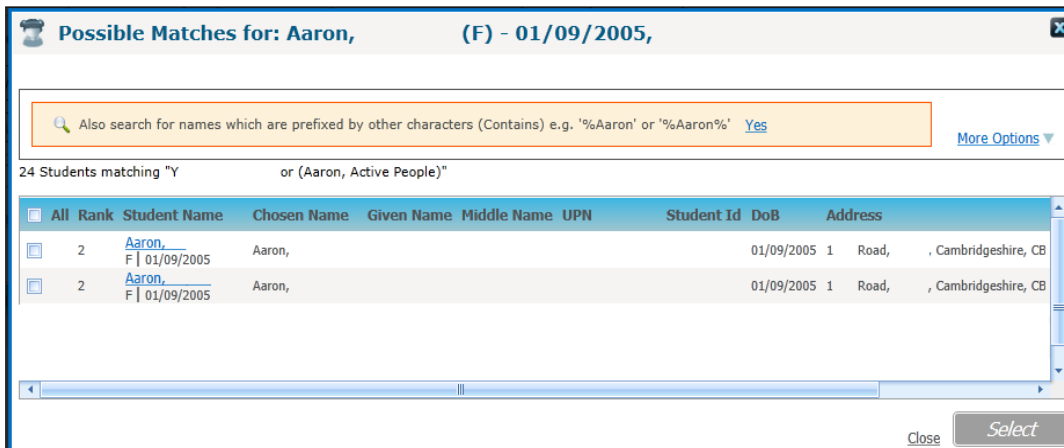 Possible Matches for: Aaron, (F) - 01/09/2005,
Also search for names which are prefixed by other characters (Contains) e.g. '%Aaron' or '%Aaron%' Yes
More Options
24 Students matching "Y or (Aaron, Active People)"
All Rank Student Name Chosen Name Given Name Middle Name UPN Student Id DoB Address
2 Aaron, Aaron, 01/09/2005 1 Road, , Cambridgeshire, CB
F | 01/09/2005
2 Aaron, Aaron, 01/09/2005 1 Road, , Cambridgeshire, CB
F | 01/09/2005
Close Select